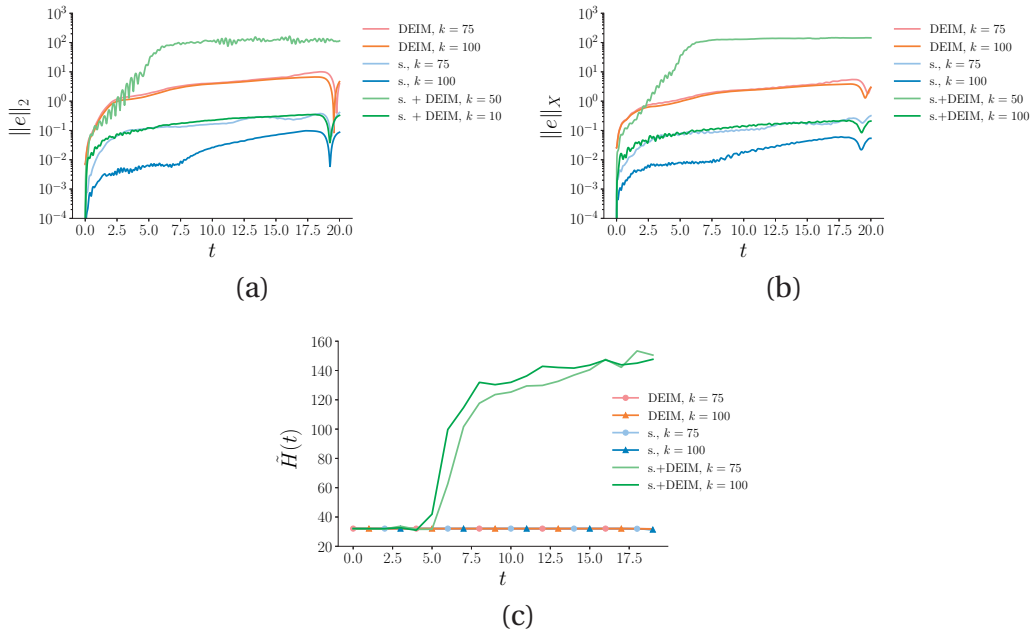 10³
10²
10¹
10⁰
10⁻¹
10⁻²
10⁻³
10⁻⁴
‖e‖₂
0.0 2.5 5.0 7.5 10.0 12.5 15.0 17.5 20.0
t
DEIM, k = 75
DEIM, k = 100
s., k = 75
s., k = 100
s. + DEIM, k = 50
s. + DEIM, k = 10
(a)
10³
10²
10¹
10⁰
10⁻¹
10⁻²
10⁻³
10⁻⁴
‖e‖_X
0.0 2.5 5.0 7.5 10.0 12.5 15.0 17.5 20.0
t
DEIM, k = 75
DEIM, k = 100
s., k = 75
s., k = 100
s.+DEIM, k = 50
s.+DEIM, k = 100
(b)
160
140
120
100
80
60
40
20
H̃(t)
0.0 2.5 5.0 7.5 10.0 12.5 15.0 17.5
t
DEIM, k = 75
DEIM, k = 100
s., k = 75
s., k = 100
s.+DEIM, k = 75
s.+DEIM, k = 100
(c)